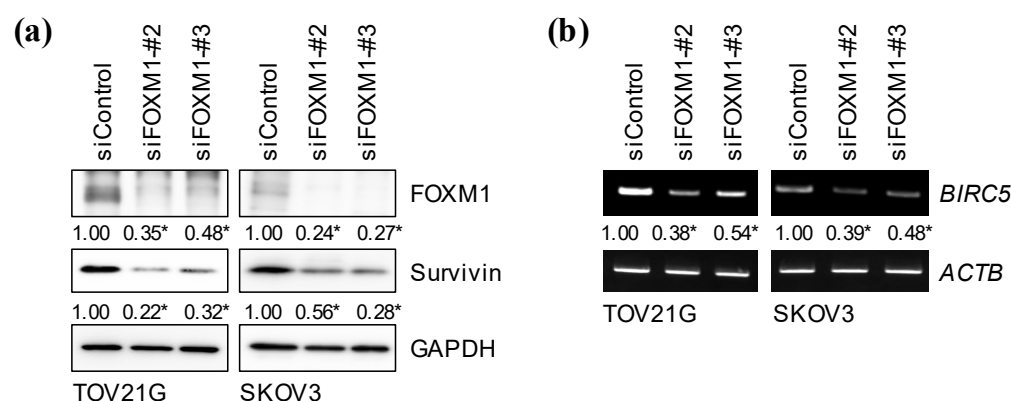 (a)
siControl
siFOXM1-#2
siFOXM1-#3
siControl
siFOXM1-#2
siFOXM1-#3
FOXM1
1.00 0.35* 0.48* 1.00 0.24* 0.27*
Survivin
1.00 0.22* 0.32* 1.00 0.56* 0.28*
GAPDH
TOV21G SKOV3
(b)
siControl
siFOXM1-#2
siFOXM1-#3
siControl
siFOXM1-#2
siFOXM1-#3
BIRC5
1.00 0.38* 0.54* 1.00 0.39* 0.48*
ACTB
TOV21G SKOV3